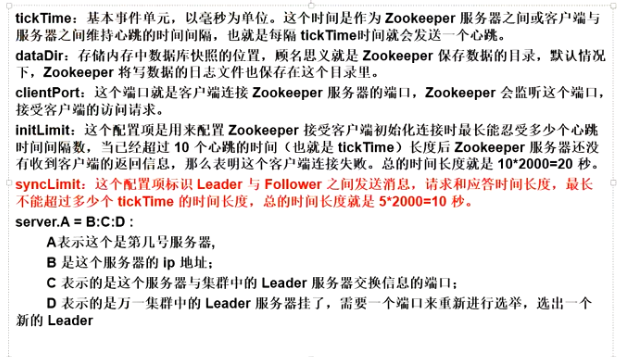 tickTime：基本事件单元，以毫秒为单位。这个时间是作为 Zookeeper 服务器之间或客户端与
服务器之间维持心跳的时间间隔，也就是每隔 tickTime时间就会发送一个心跳。
dataDir：存储内存中数据库快照的位置，顾名思义就是 Zookeeper 保存数据的目录，默认情况
下，Zookeeper 将写数据的日志文件也保存在这个目录里。
clientPort：这个端口就是客户端连接 Zookeeper 服务器的端口，Zookeeper 会监听这个端口，
接受客户端的访问请求。
initLimit：这个配置项是用来配置 Zookeeper 接受客户端初始化连接时最长能忍受多少个心跳
时间间隔数，当已经超过 10 个心跳的时间（也就是 tickTime）长度后 Zookeeper 服务器还没
有收到客户端的返回信息，那么表明这个客户端连接失败。总的时间长度就是 10*2000=20 秒。
syncLimit：这个配置项标识 Leader 与 Follower 之间发送消息，请求和应答时间长度，最长
不能超过多少个 tickTime 的时间长度，总的时间长度就是 5*2000=10 秒。
server.A = B:C:D :
A表示这个是第几号服务器,
B 是这个服务器的 ip 地址；
C 表示的是这个服务器与集群中的 Leader 服务器交换信息的端口；
D 表示的是万一集群中的 Leader 服务器挂了，需要一个端口来重新进行选举，选出一个
新的 Leader